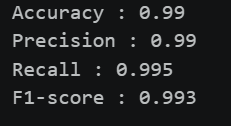 Accuracy : 0.99
Precision : 0.99
Recall : 0.995
F1-score : 0.993